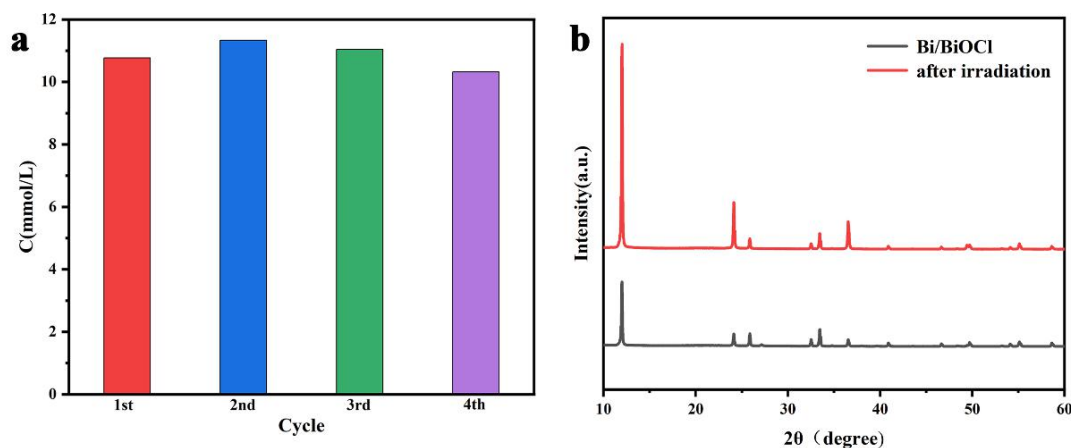 a
C(mmol/L)
12
10
8
6
4
2
0
1st 2nd 3rd 4th
Cycle
b
Intensity(a.u.)
Bi/BiOCl
after irradiation
10 20 30 40 50 60
2θ（degree)